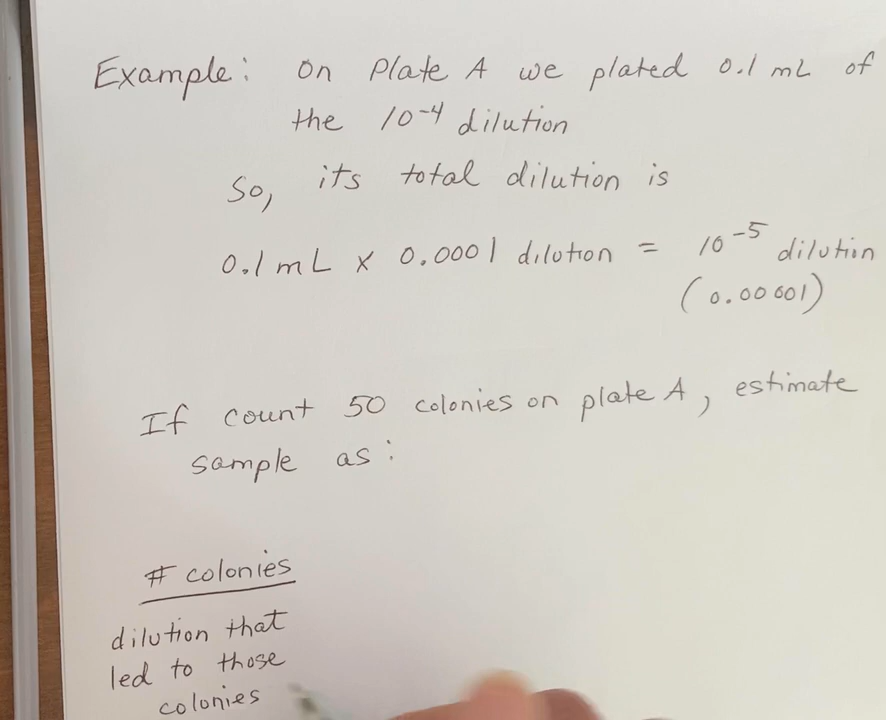 Example: On Plate A we plated 0.1 mL of
the 10⁻⁴ dilution
So, its total dilution is
0.1 mL x 0.0001 dilution = 10⁻⁵ dilution
(0.00001)
If count 50 colonies on plate A, estimate
sample as:
# colonies
dilution that
led to those
colonies